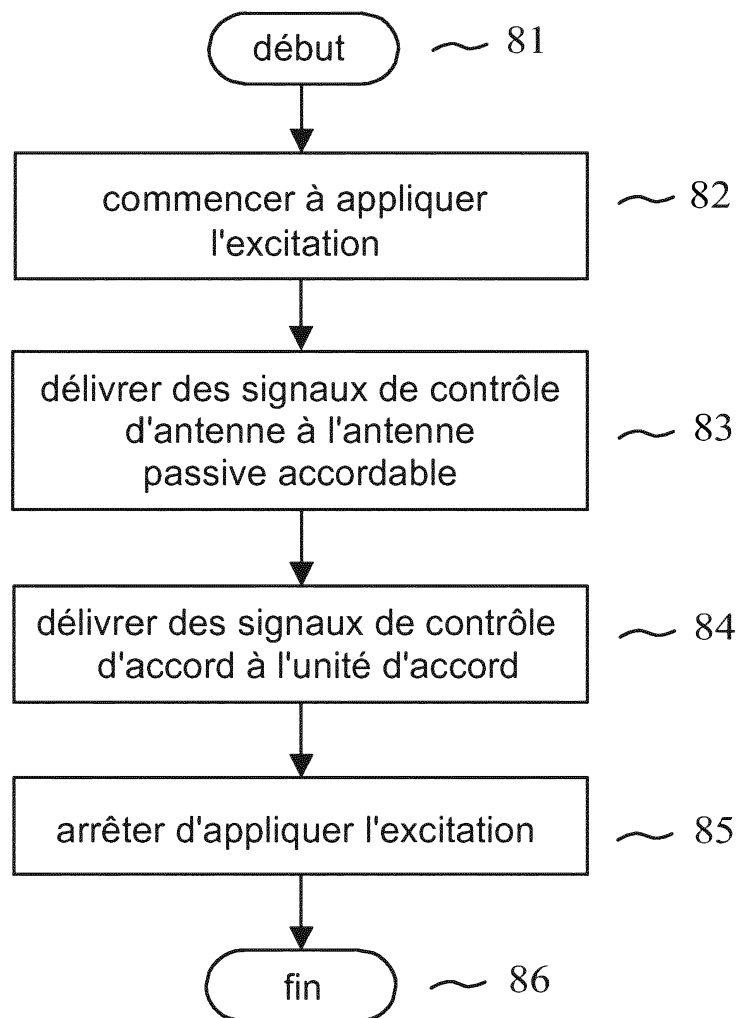 début 81
commencer à appliquer
l'excitation
82
délivrer des signaux de contrôle
d'antenne à l'antenne
passive accordable
83
délivrer des signaux de contrôle
d'accord à l'unité d'accord
84
arrêter d'appliquer l'excitation 85
fin 86